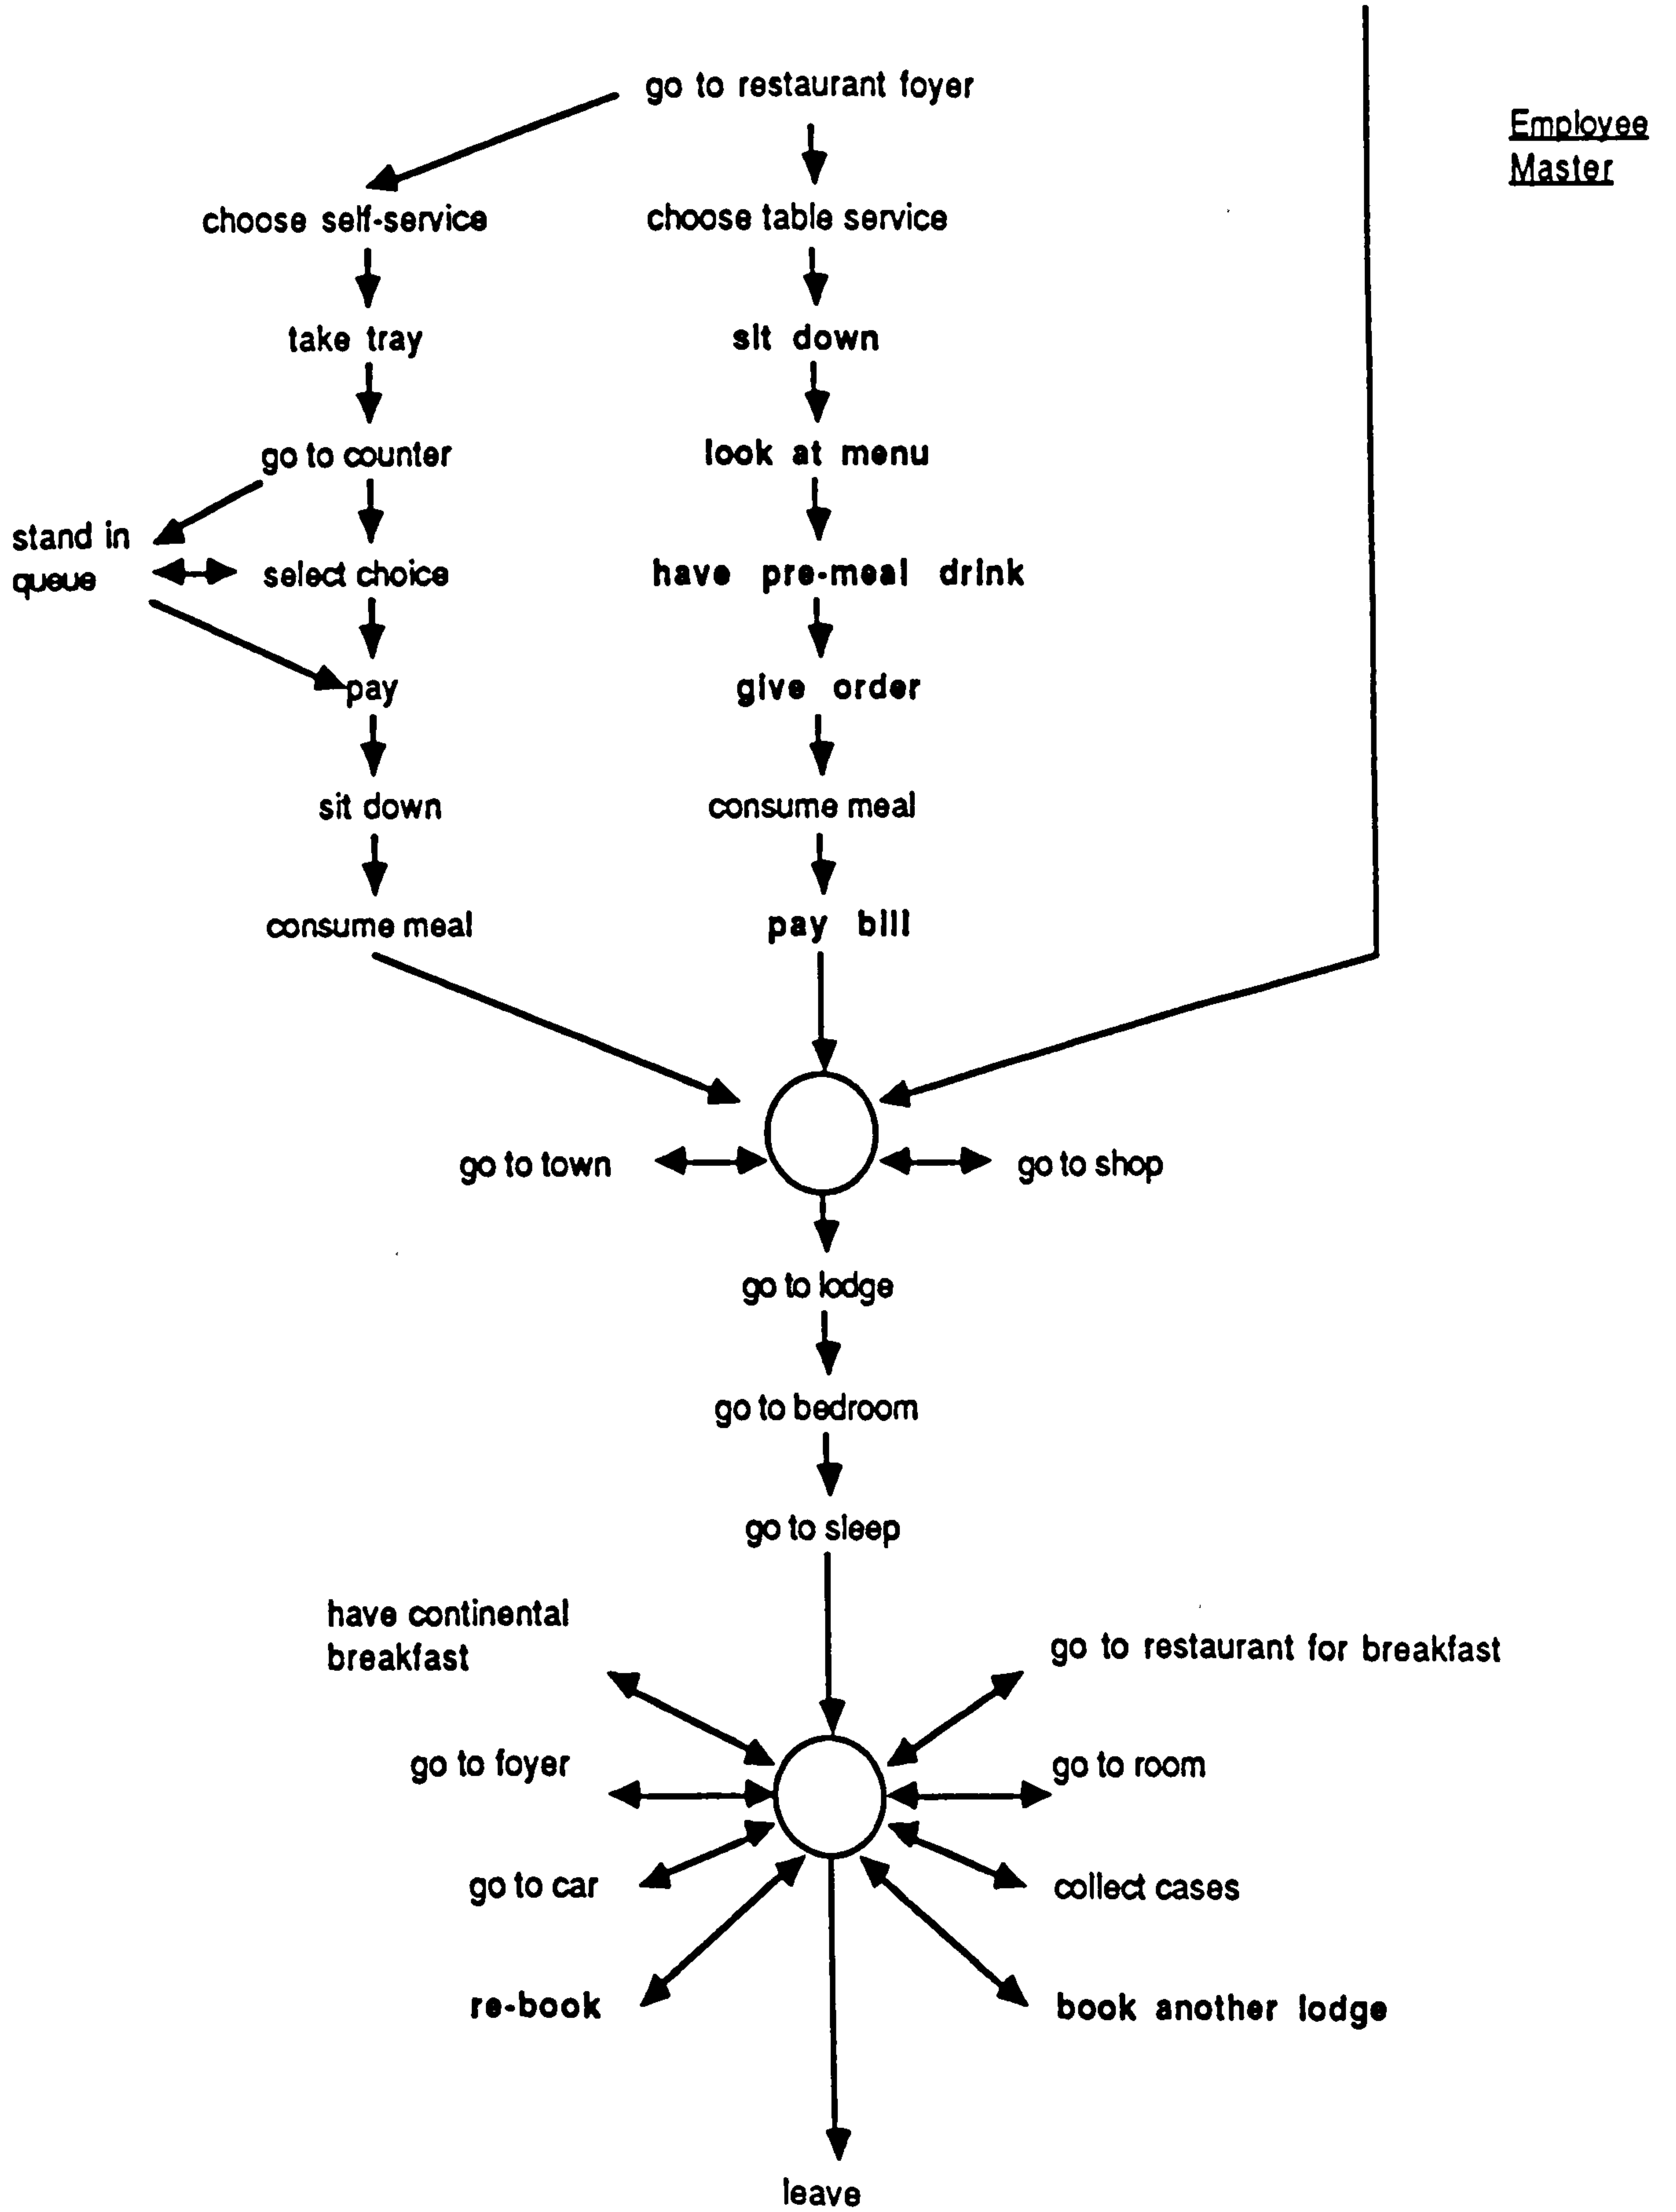 go to restaurant foyer
Employee
Master
choose self-service
choose table service
take tray
sit down
go to counter
look at menu
stand in
queue
select choice
have pre-meal drink
pay
give order
sit down
consume meal
consume meal
pay bill
go to town
go to shop
go to lodge
go to bedroom
go to sleep
have continental
breakfast
go to restaurant for breakfast
go to foyer
go to room
go to car
collect cases
re-book
book another lodge
leave